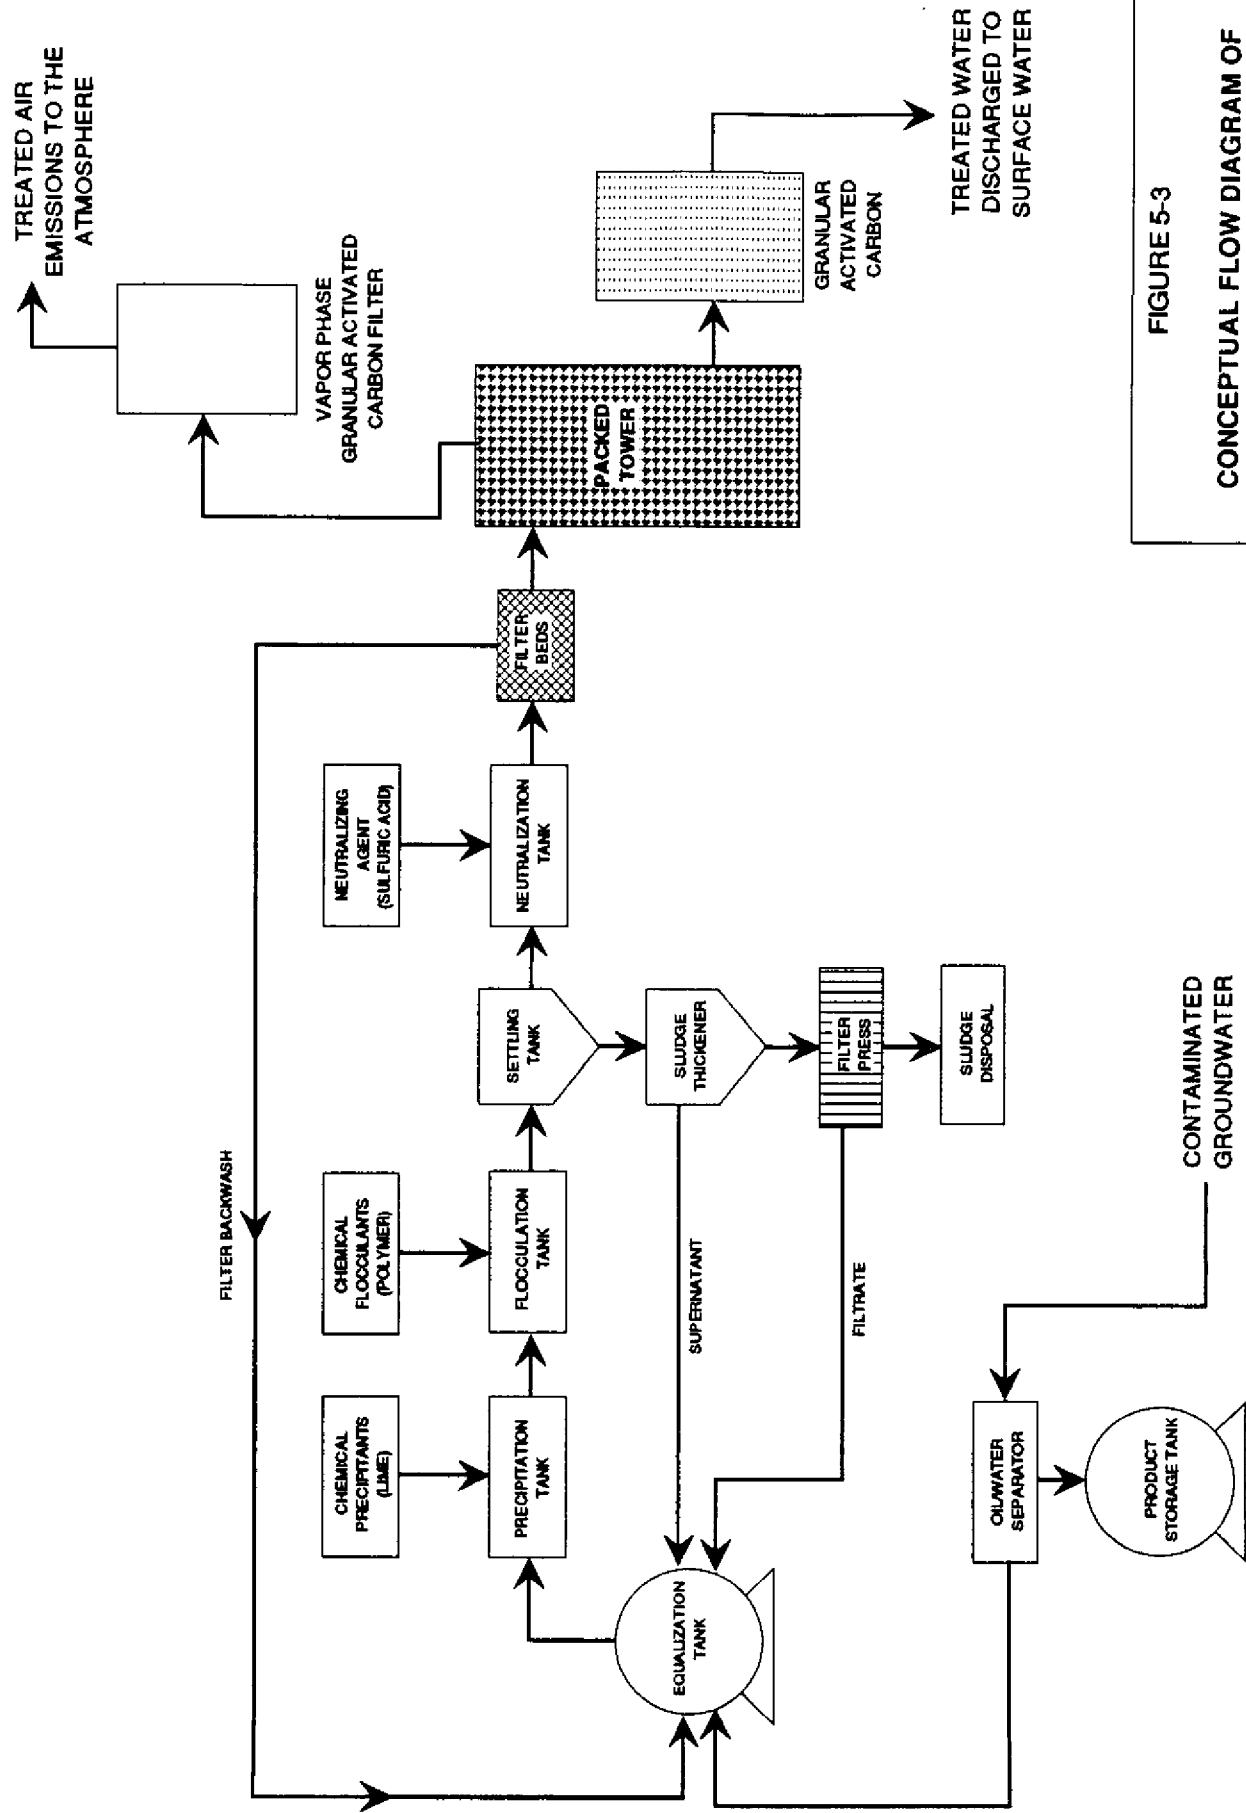 TREATED AIR
EMISSIONS TO THE
ATMOSPHERE
VAPOR PHASE
GRANULAR ACTIVATED
CARBON FILTER
FILTER BACKWASH
CHEMICAL
PRECIPITANTS
(LIME)
CHEMICAL
FLOCCULANTS
(POLYMER)
NEUTRALIZING
AGENT
(SULFURIC ACID)
PRECIPITATION
TANK
FLOCCULATION
TANK
SETTLING
TANK
NEUTRALIZATION
TANK
FILTER
BEDS
PACKED
TOWER
GRANULAR
ACTIVATED
CARBON
TREATED WATER
DISCHARGED TO
SURFACE WATER
EQUALIZATION
TANK
SUPERNATANT
SLUDGE
THICKENER
FILTRATE
FILTER
PRESS
SLUDGE
DISPOSAL
OIL/WATER
SEPARATOR
PRODUCT
STORAGE TANK
CONTAMINATED
GROUNDWATER
FIGURE 5-3
CONCEPTUAL FLOW DIAGRAM OF